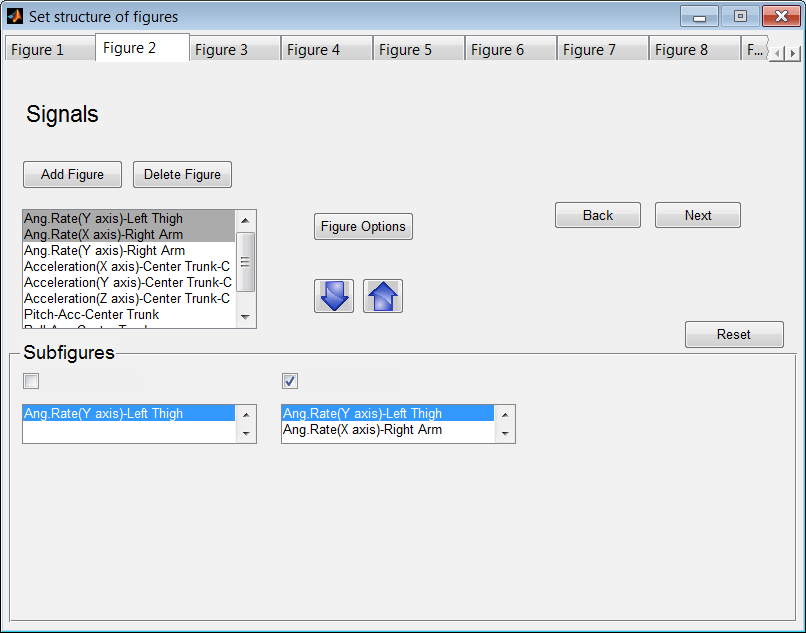 Set structure of figures
Figure 1 Figure 2 Figure 3 Figure 4 Figure 5 Figure 6 Figure 7 Figure 8 F...
Signals
Add Figure Delete Figure
Ang.Rate(Y axis)-Left Thigh
Ang.Rate(X axis)-Right Arm
Ang.Rate(Y axis)-Right Arm
Acceleration(X axis)-Center Trunk-C
Acceleration(Y axis)-Center Trunk-C
Acceleration(Z axis)-Center Trunk-C
Pitch-Acc-Center Trunk
Figure Options
Back Next
Reset
Subfigures
Ang.Rate(Y axis)-Left Thigh
Ang.Rate(Y axis)-Left Thigh
Ang.Rate(X axis)-Right Arm